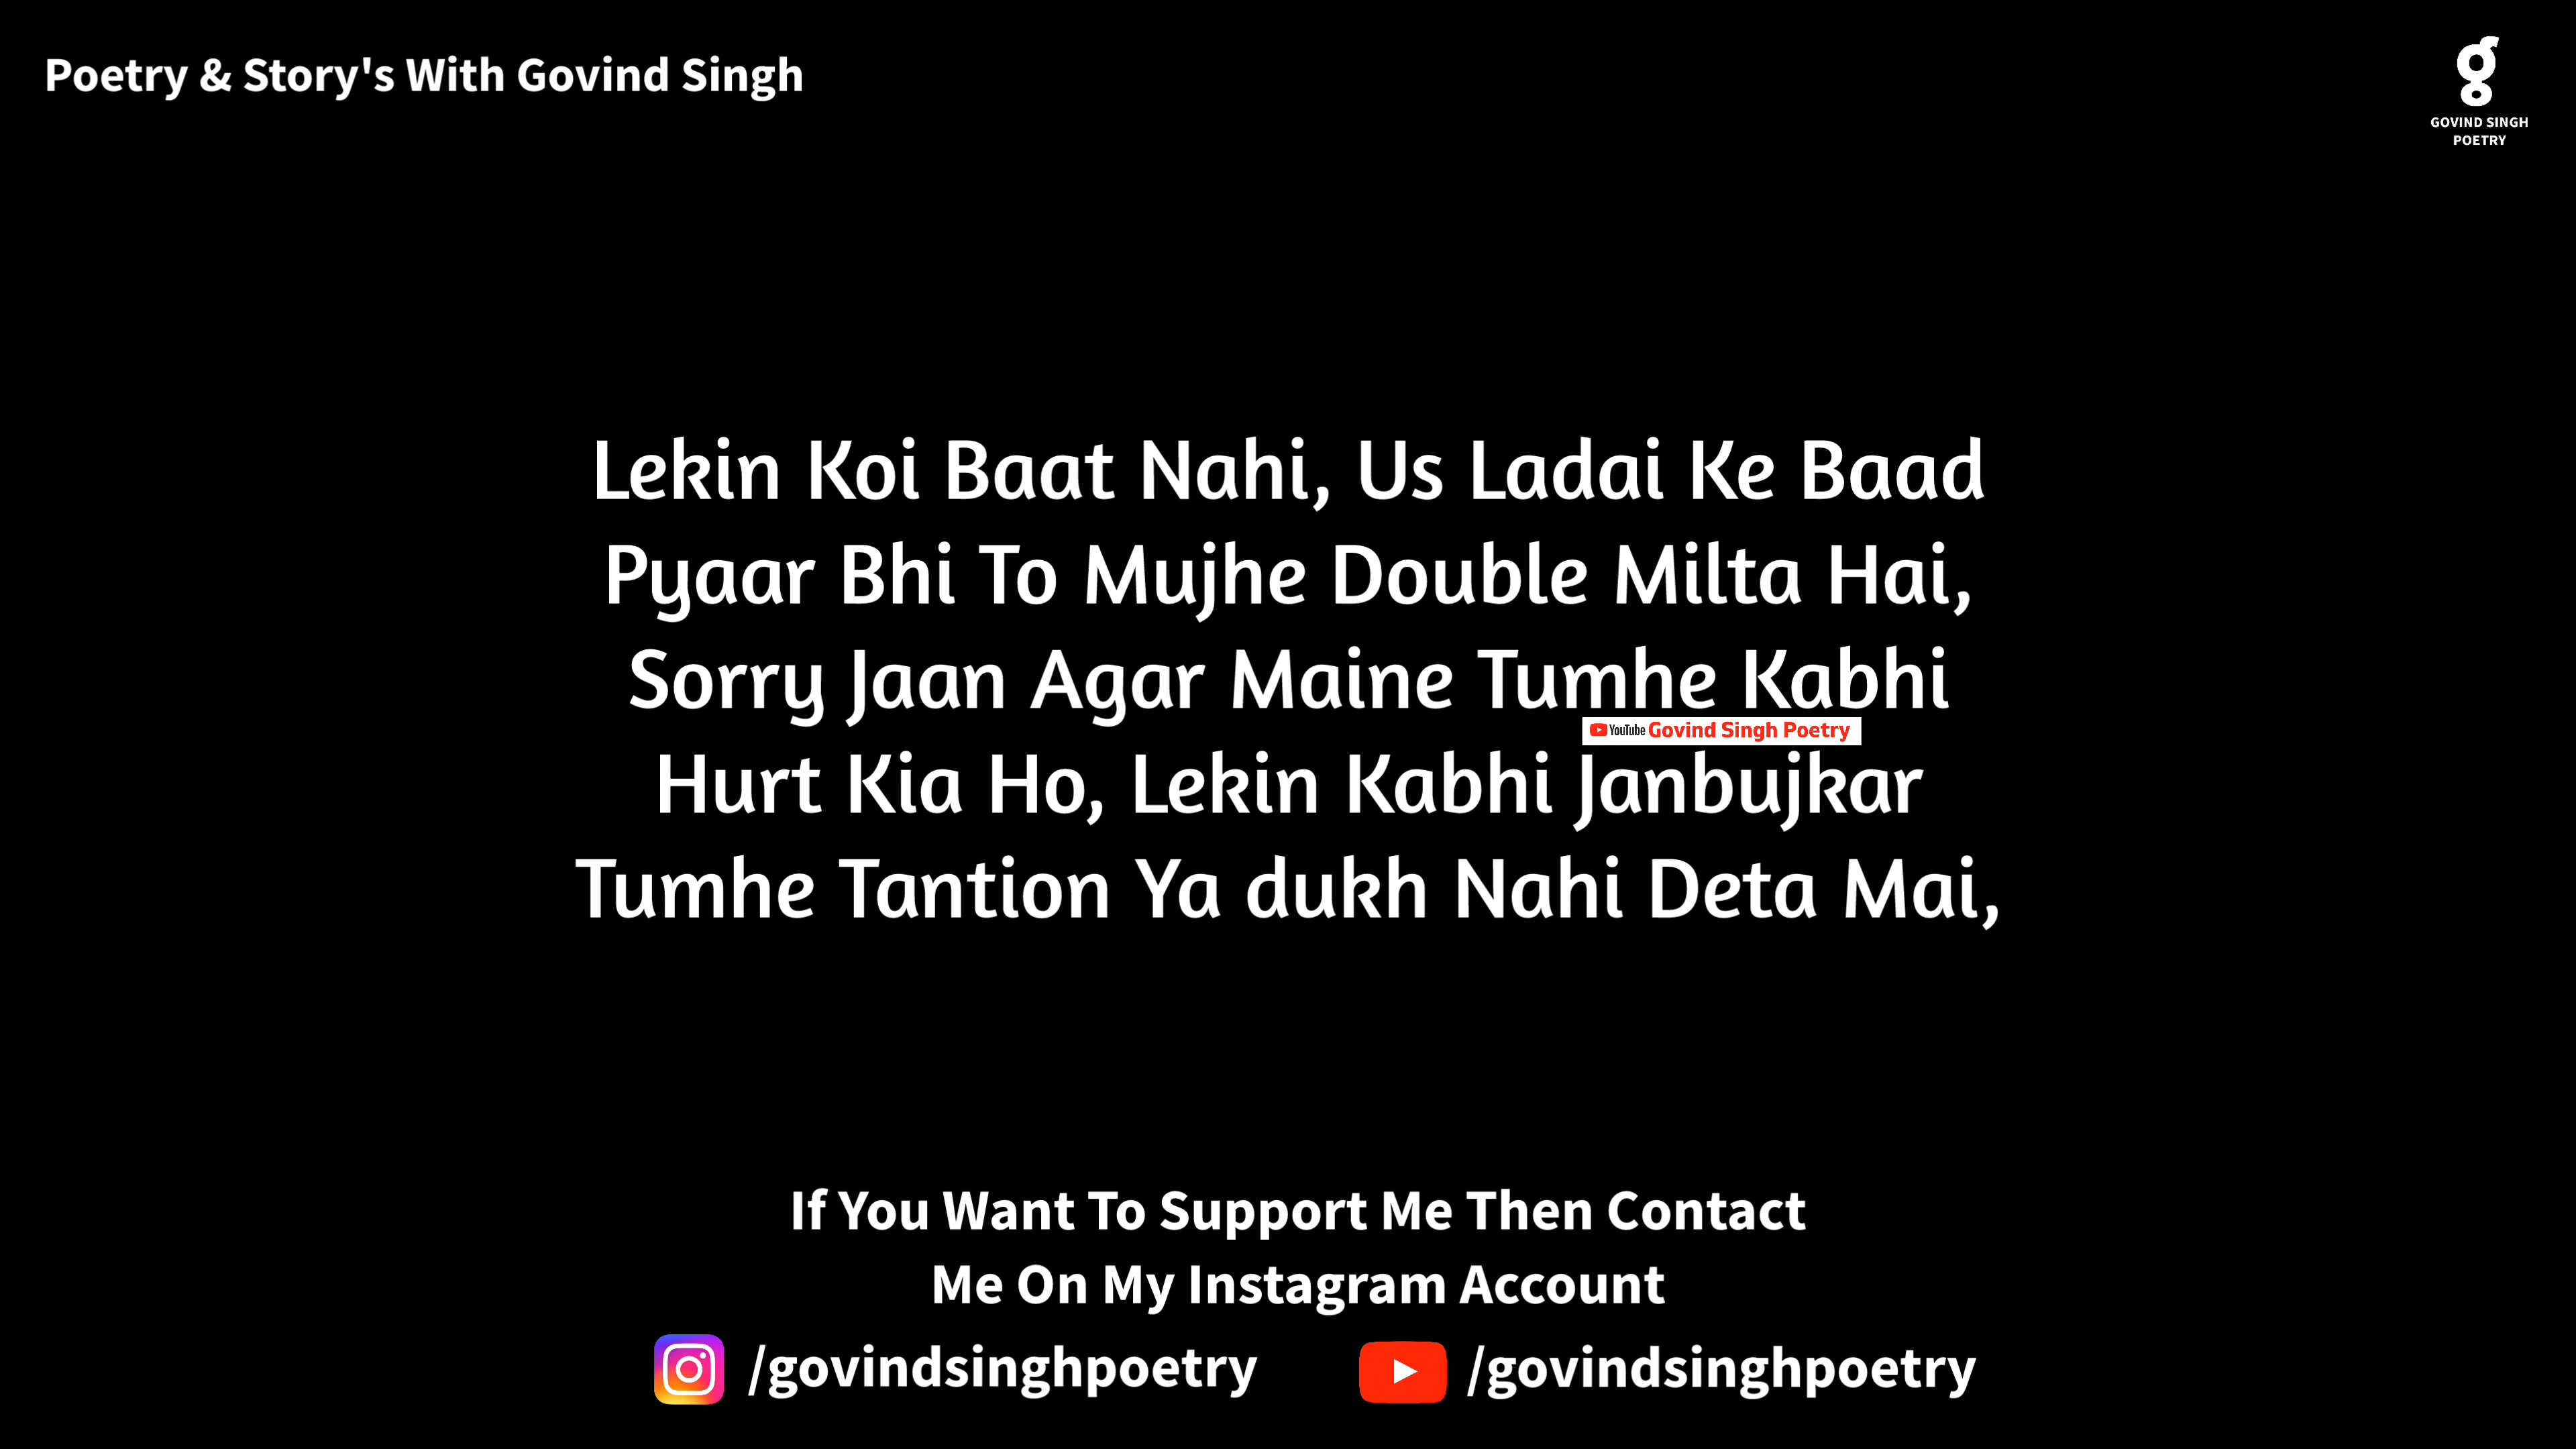 Poetry & Story's With Govind Singh
g
GOVIND SINGH
POETRY
Lekin Koi Baat Nahi, Us Ladai Ke Baad
Pyaar Bhi To Mujhe Double Milta Hai,
Sorry Jaan Agar Maine Tumhe Kabhi
YouTube Govind Singh Poetry
Hurt Kia Ho, Lekin Kabhi Janbujkar
Tumhe Tantion Ya dukh Nahi Deta Mai,
If You Want To Support Me Then Contact
Me On My Instagram Account
/govindsinghpoetry /govindsinghpoetry